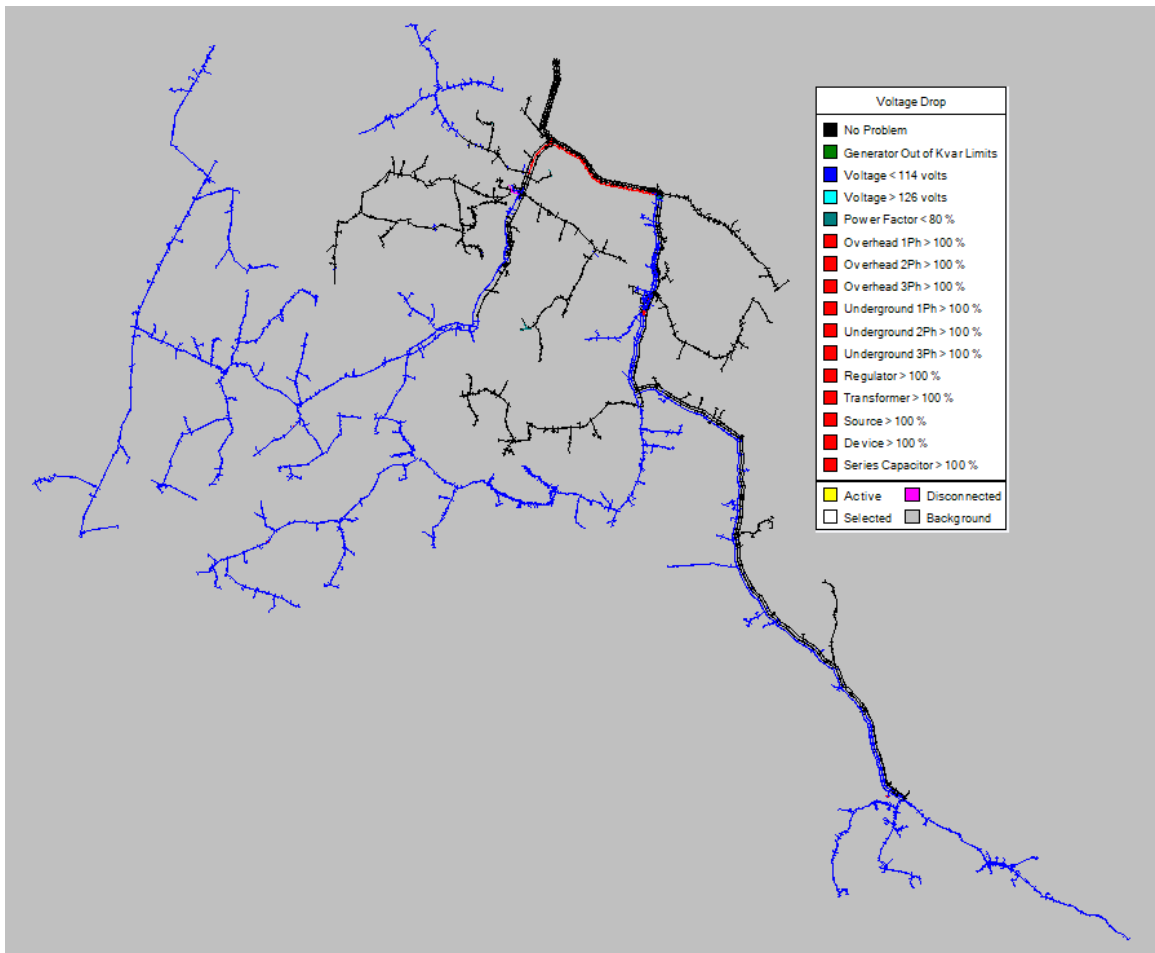 Voltage Drop
No Problem
Generator Out of Kvar Limits
Voltage < 114 volts
Voltage > 126 volts
Power Factor < 80 %
Overhead 1Ph > 100 %
Overhead 2Ph > 100 %
Overhead 3Ph > 100 %
Underground 1Ph > 100 %
Underground 2Ph > 100 %
Underground 3Ph > 100 %
Regulator > 100 %
Transformer > 100 %
Source > 100 %
Device > 100 %
Series Capacitor > 100 %
Active Disconnected
Selected Background